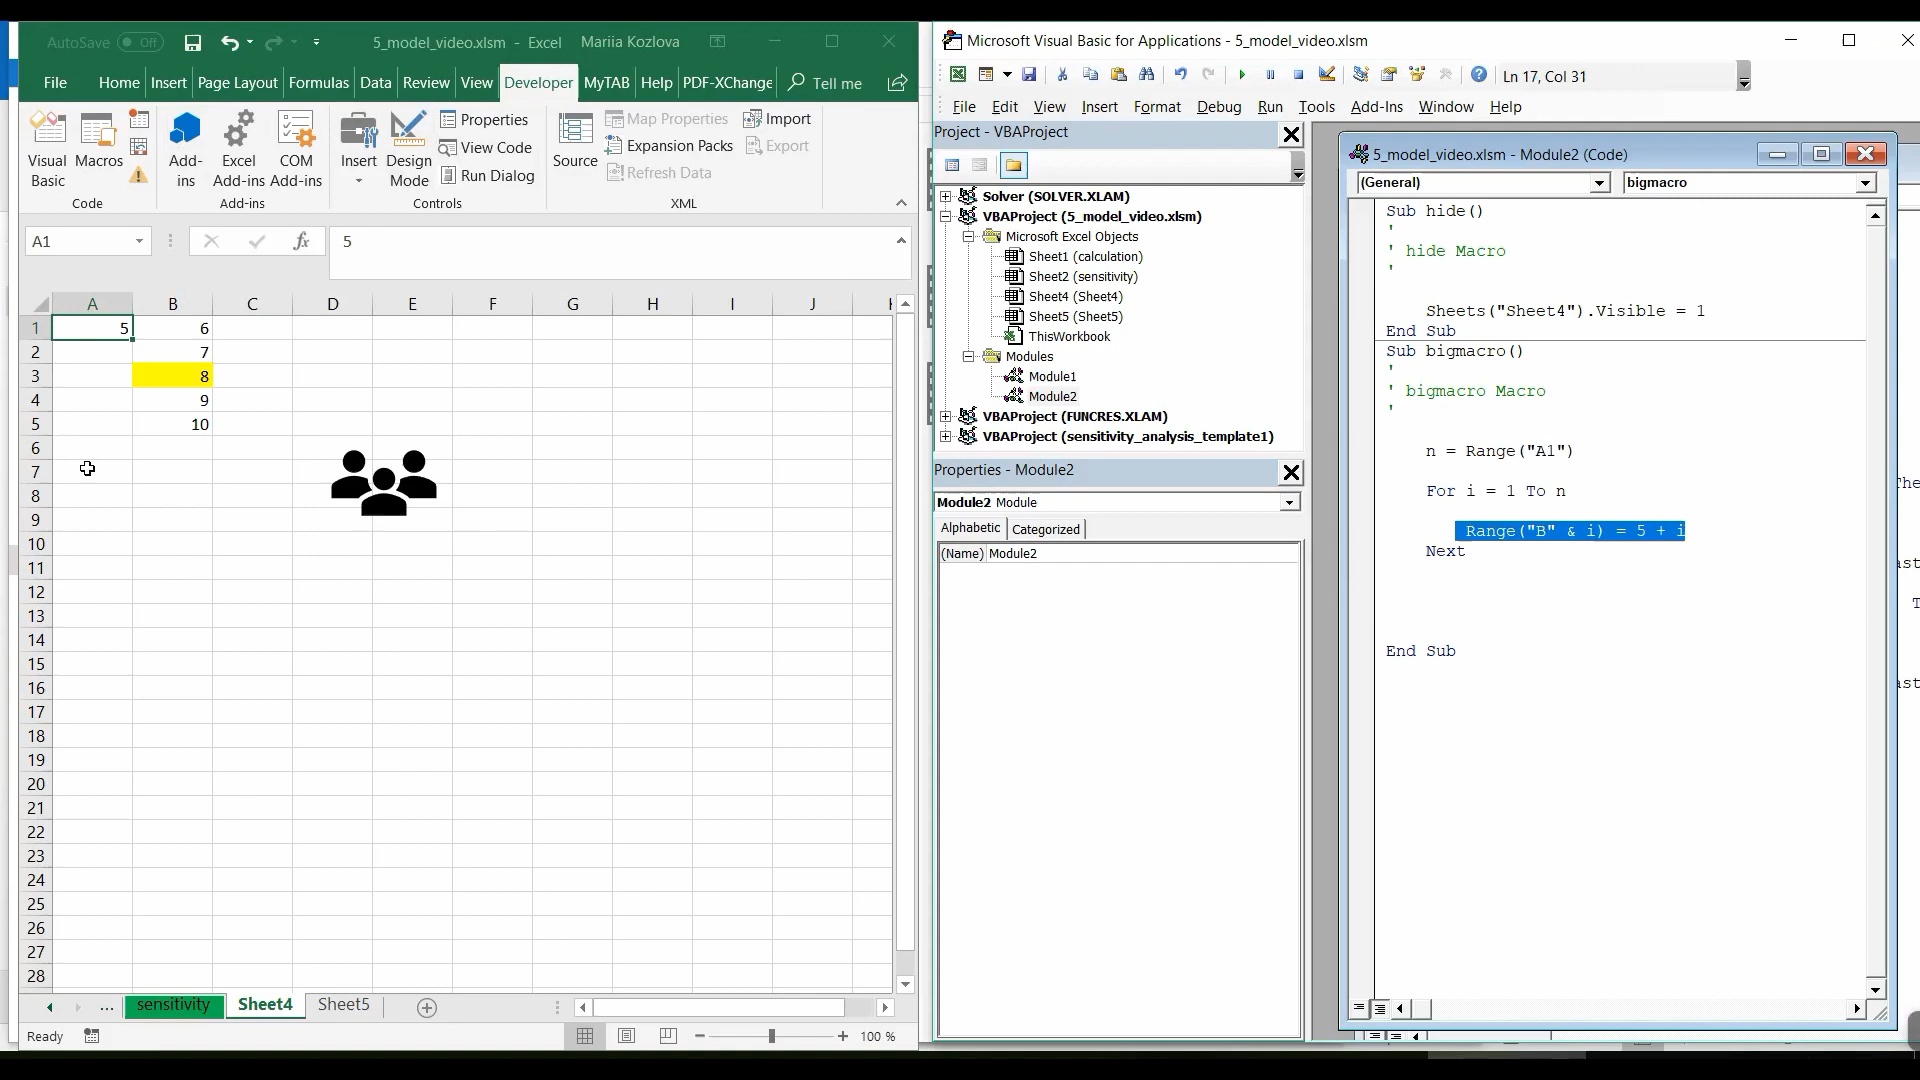 AutoSave Off 5_model_video.xlsm - Excel Mariia Kozlova
File Home Insert Page Layout Formulas Data Review View Developer MyTAB Help PDF-XChange Tell me
Visual Basic
Macros
Code
Add-ins
Excel Add-ins
COM Add-ins
Add-ins
Insert
Design Mode
Properties
View Code
Run Dialog
Controls
Source
Map Properties
Expansion Packs
Refresh Data
Import
Export
XML
A1 fx 5
A B C D E F G H I J
1 5 6
2 7
3 8
4 9
5 10
6
7
8
9
10
11
12
13
14
15
16
17
18
19
20
21
22
23
24
25
26
27
28
... sensitivity Sheet4 Sheet5
Ready 100 %
Microsoft Visual Basic for Applications - 5_model_video.xlsm
Ln 17, Col 31
File Edit View Insert Format Debug Run Tools Add-Ins Window Help
Project - VBAProject
Solver (SOLVER.XLAM)
VBAProject (5_model_video.xlsm)
Microsoft Excel Objects
Sheet1 (calculation)
Sheet2 (sensitivity)
Sheet4 (Sheet4)
Sheet5 (Sheet5)
ThisWorkbook
Modules
Module1
Module2
VBAProject (FUNCRES.XLAM)
VBAProject (sensitivity_analysis_template1)
Properties - Module2
Module2 Module
Alphabetic Categorized
(Name) Module2
5_model_video.xlsm - Module2 (Code)
(General) bigmacro
Sub hide()
'
' hide Macro
'
Sheets("Sheet4").Visible = 1
End Sub
Sub bigmacro()
'
' bigmacro Macro
'
n = Range("A1")
For i = 1 To n
Range("B" & i) = 5 + i
Next
End Sub